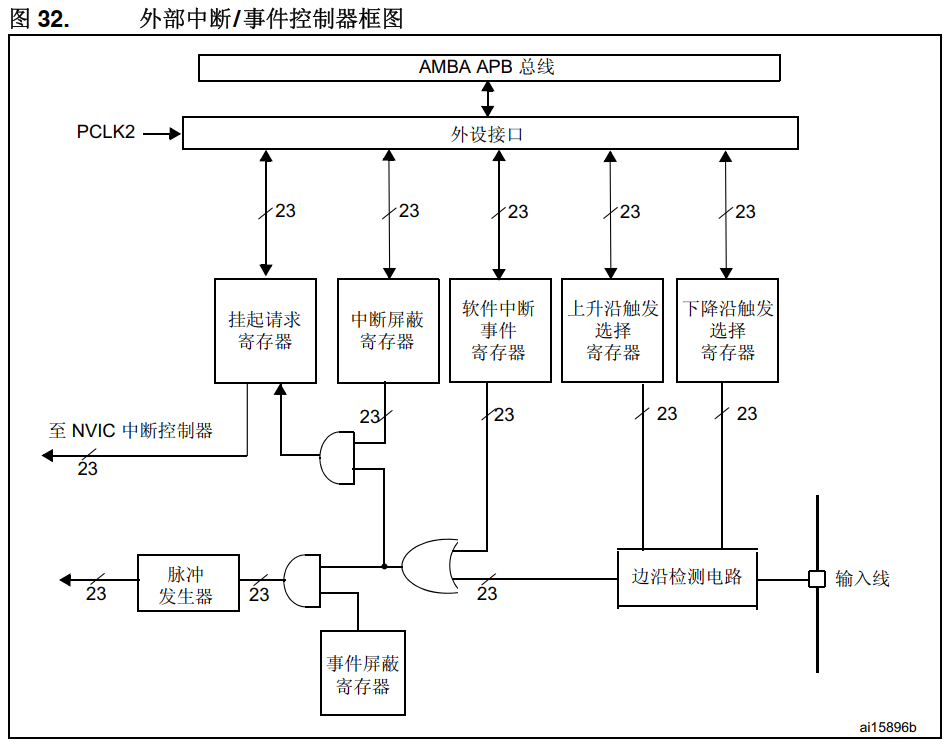 图 32. 外部中断/事件控制器框图
AMBA APB 总线
PCLK2
外设接口
23
23
23
23
23
挂起请求
寄存器
中断屏蔽
寄存器
软件中断
事件
寄存器
上升沿触发
选择
寄存器
下降沿触发
选择
寄存器
23
23
23
23
至 NVIC 中断控制器
23
脉冲
发生器
23
23
23
边沿检测电路
输入线
事件屏蔽
寄存器
ai15896b